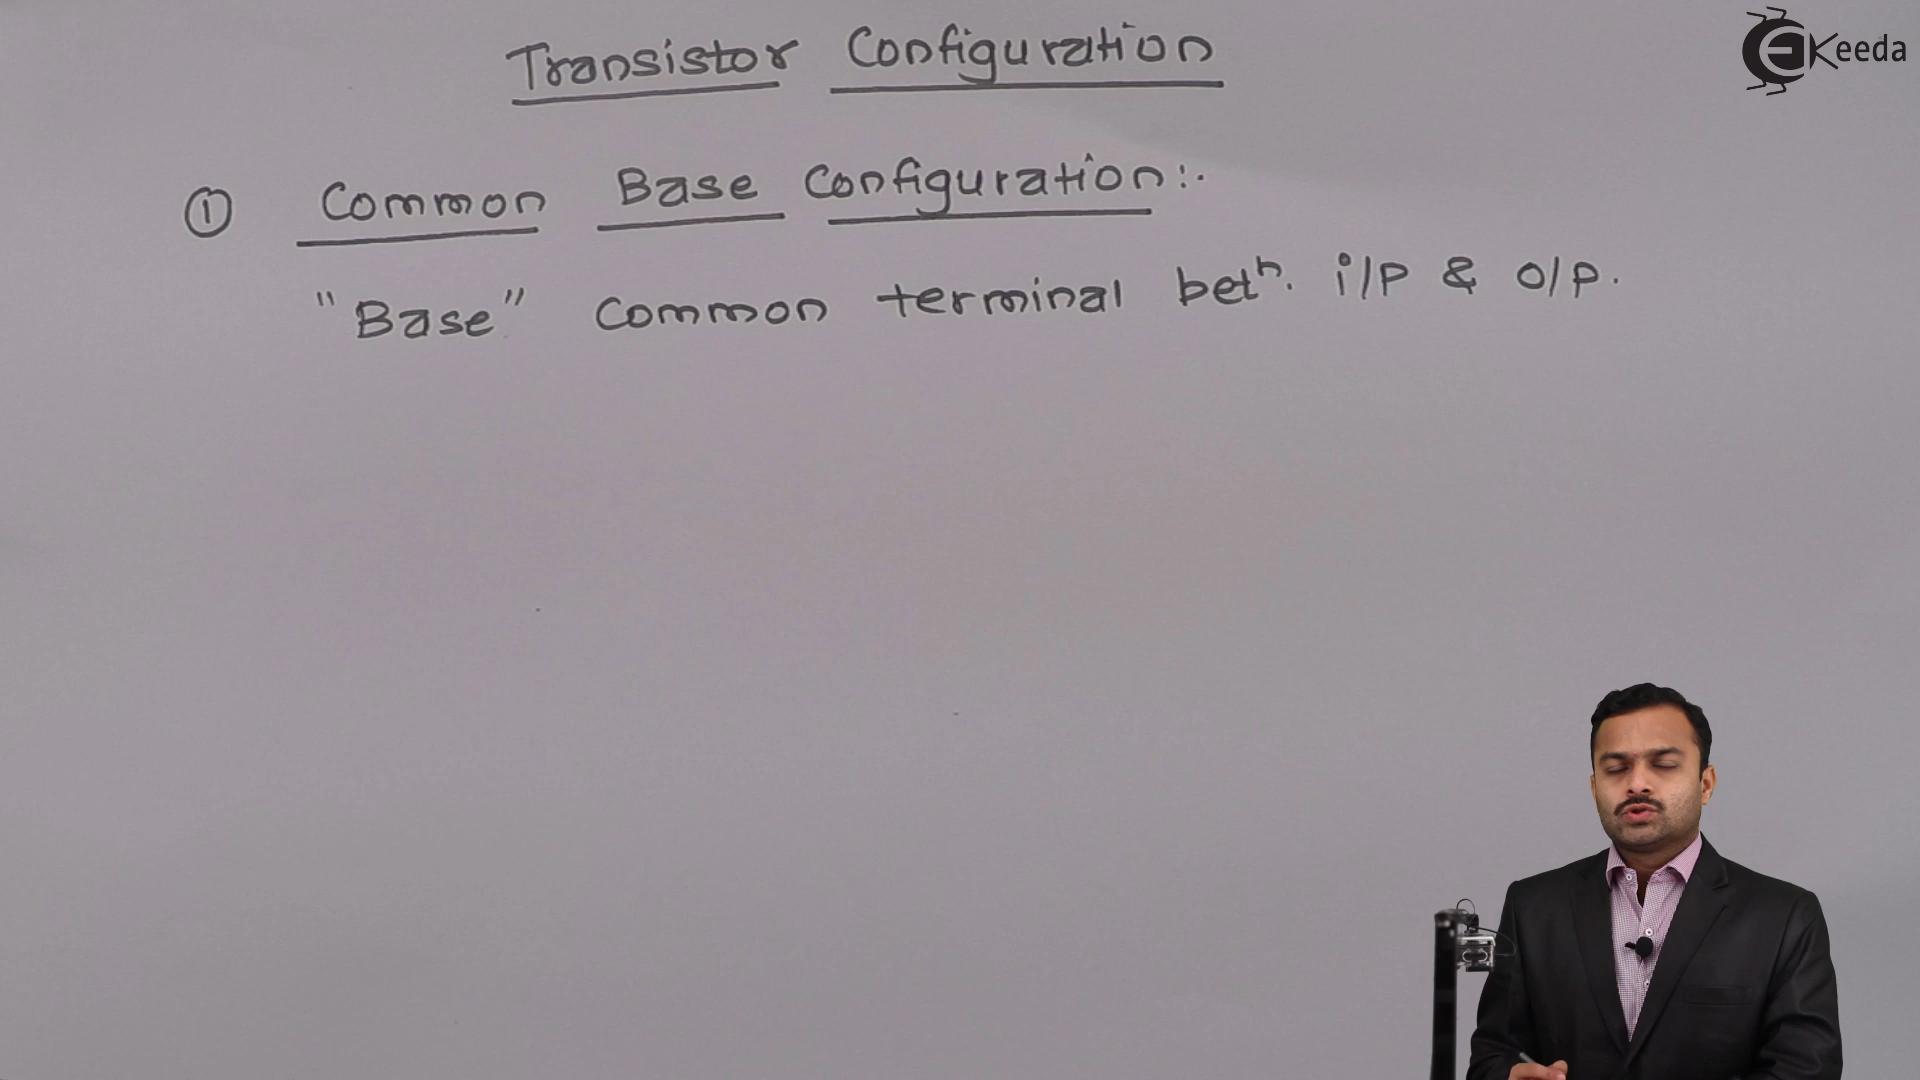 Transistor Configuration
EKeeda
① Common Base Configuration:.
"Base" common terminal betn. i/p & o/p.